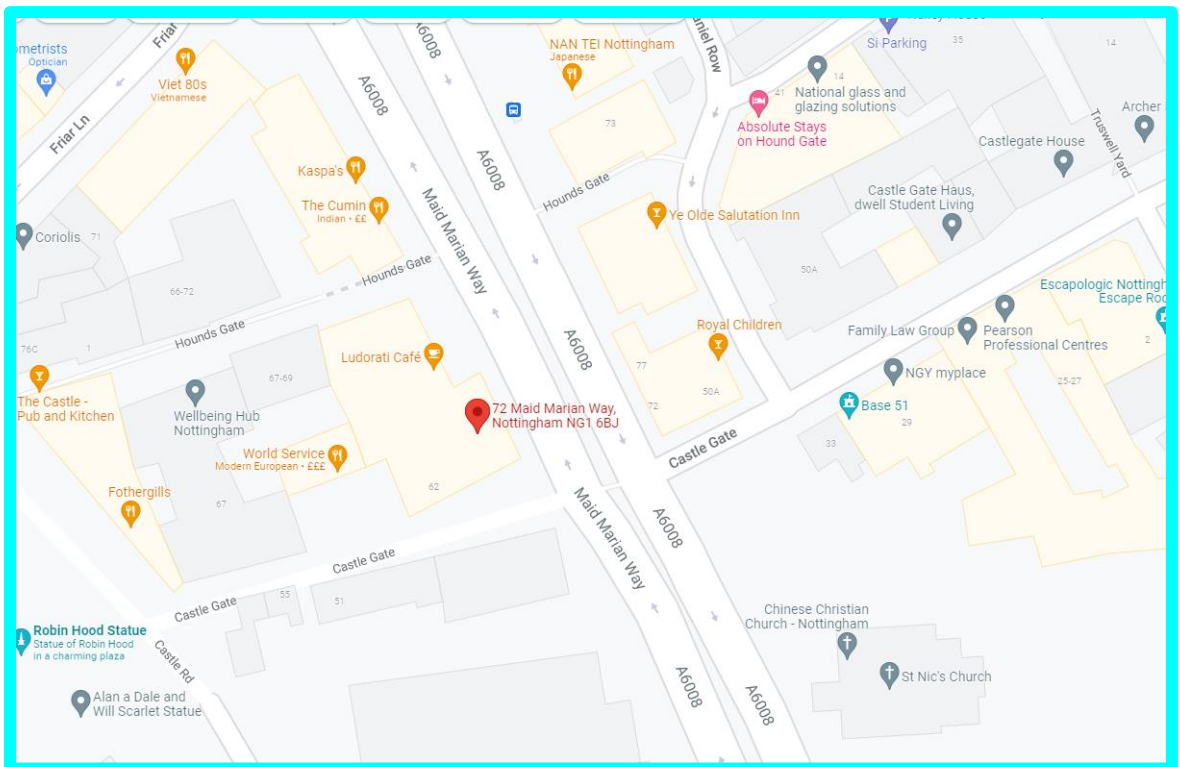 ometrists
Optician
Friar
Viet 80s
Vietnamese
Friar Ln
A6008
A6008
NAN TEI Nottingham
Japanese
73
Si Parking
35
14
14
National glass and
glazing solutions
41
Absolute Stays
on Hound Gate
Truswell Yard
Archer
Castlegate House
Castle Gate Haus,
dwell Student Living
Kaspa's
The Cumin
Indian • ££
Maid Marian Way
A6008
Hounds Gate
Ye Olde Salutation Inn
Coriolis
71
Hounds Gate
66-72
50A
Escapologic Nottingh
Escape Roo
Hounds Gate
76C
1
Ludorati Café
A6008
Royal Children
77
50A
72
Family Law Group
Pearson
Professional Centres
2
The Castle -
Pub and Kitchen
67-69
Wellbeing Hub
Nottingham
72 Maid Marian Way,
Nottingham NG1 6BJ
NGY myplace
25-27
Base 51
29
33
World Service
Modern European • £££
62
Castle Gate
Fothergills
67
Maid Marian Way
A6008
Castle Gate
Castle Gate
55
51
Robin Hood Statue
Statue of Robin Hood
in a charming plaza
Castle Rd
Chinese Christian
Church - Nottingham
St Nic's Church
Alan a Dale and
Will Scarlet Statue
A6008
A6008